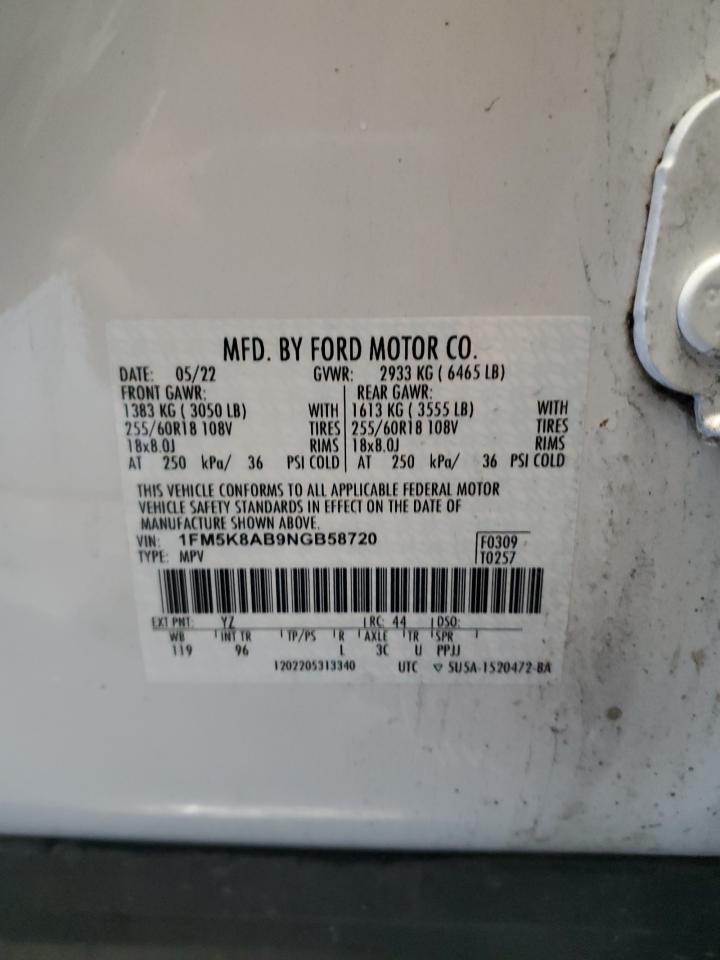 MFD. BY FORD MOTOR CO.
DATE: 05/22 GVWR: 2933 KG ( 6465 LB)
FRONT GAWR: REAR GAWR:
1383 KG ( 3050 LB) WITH 1613 KG ( 3555 LB) WITH
255/60R18 108V TIRES 255/60R18 108V TIRES
18x8.0J RIMS 18x8.0J RIMS
AT 250 kPa/ 36 PSI COLD AT 250 kPa/ 36 PSI COLD
THIS VEHICLE CONFORMS TO ALL APPLICABLE FEDERAL MOTOR
VEHICLE SAFETY STANDARDS IN EFFECT ON THE DATE OF
MANUFACTURE SHOWN ABOVE.
VIN: 1FM5K8AB9NGB58720 F0309
TYPE: MPV T0257
EXT PNT: YZ RC: 44 DSO:
WB INT TR TP/PS R AXLE TR SPR
119 96 L 3C U PPJJ
1202205313340 UTC ▽ 5U5A-1520472-BA